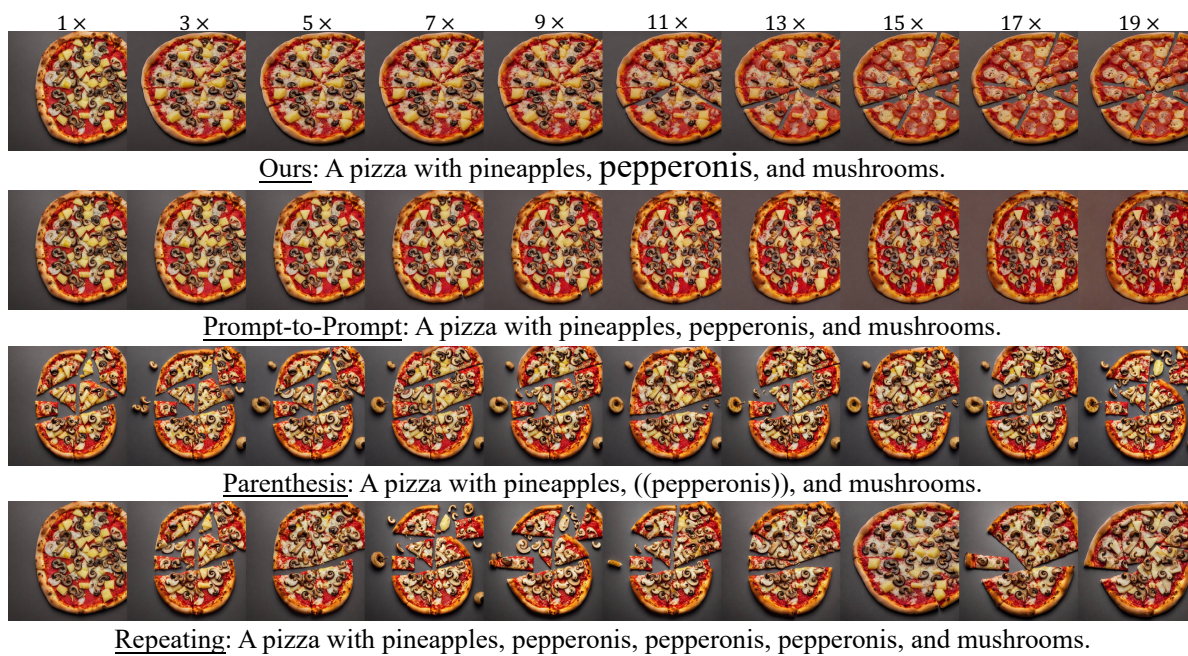 1 × 3 × 5 × 7 × 9 × 11 × 13 × 15 × 17 × 19 ×
Ours: A pizza with pineapples, pepperonis, and mushrooms.
Prompt-to-Prompt: A pizza with pineapples, pepperonis, and mushrooms.
Parenthesis: A pizza with pineapples, ((pepperonis)), and mushrooms.
Repeating: A pizza with pineapples, pepperonis, pepperonis, pepperonis, and mushrooms.